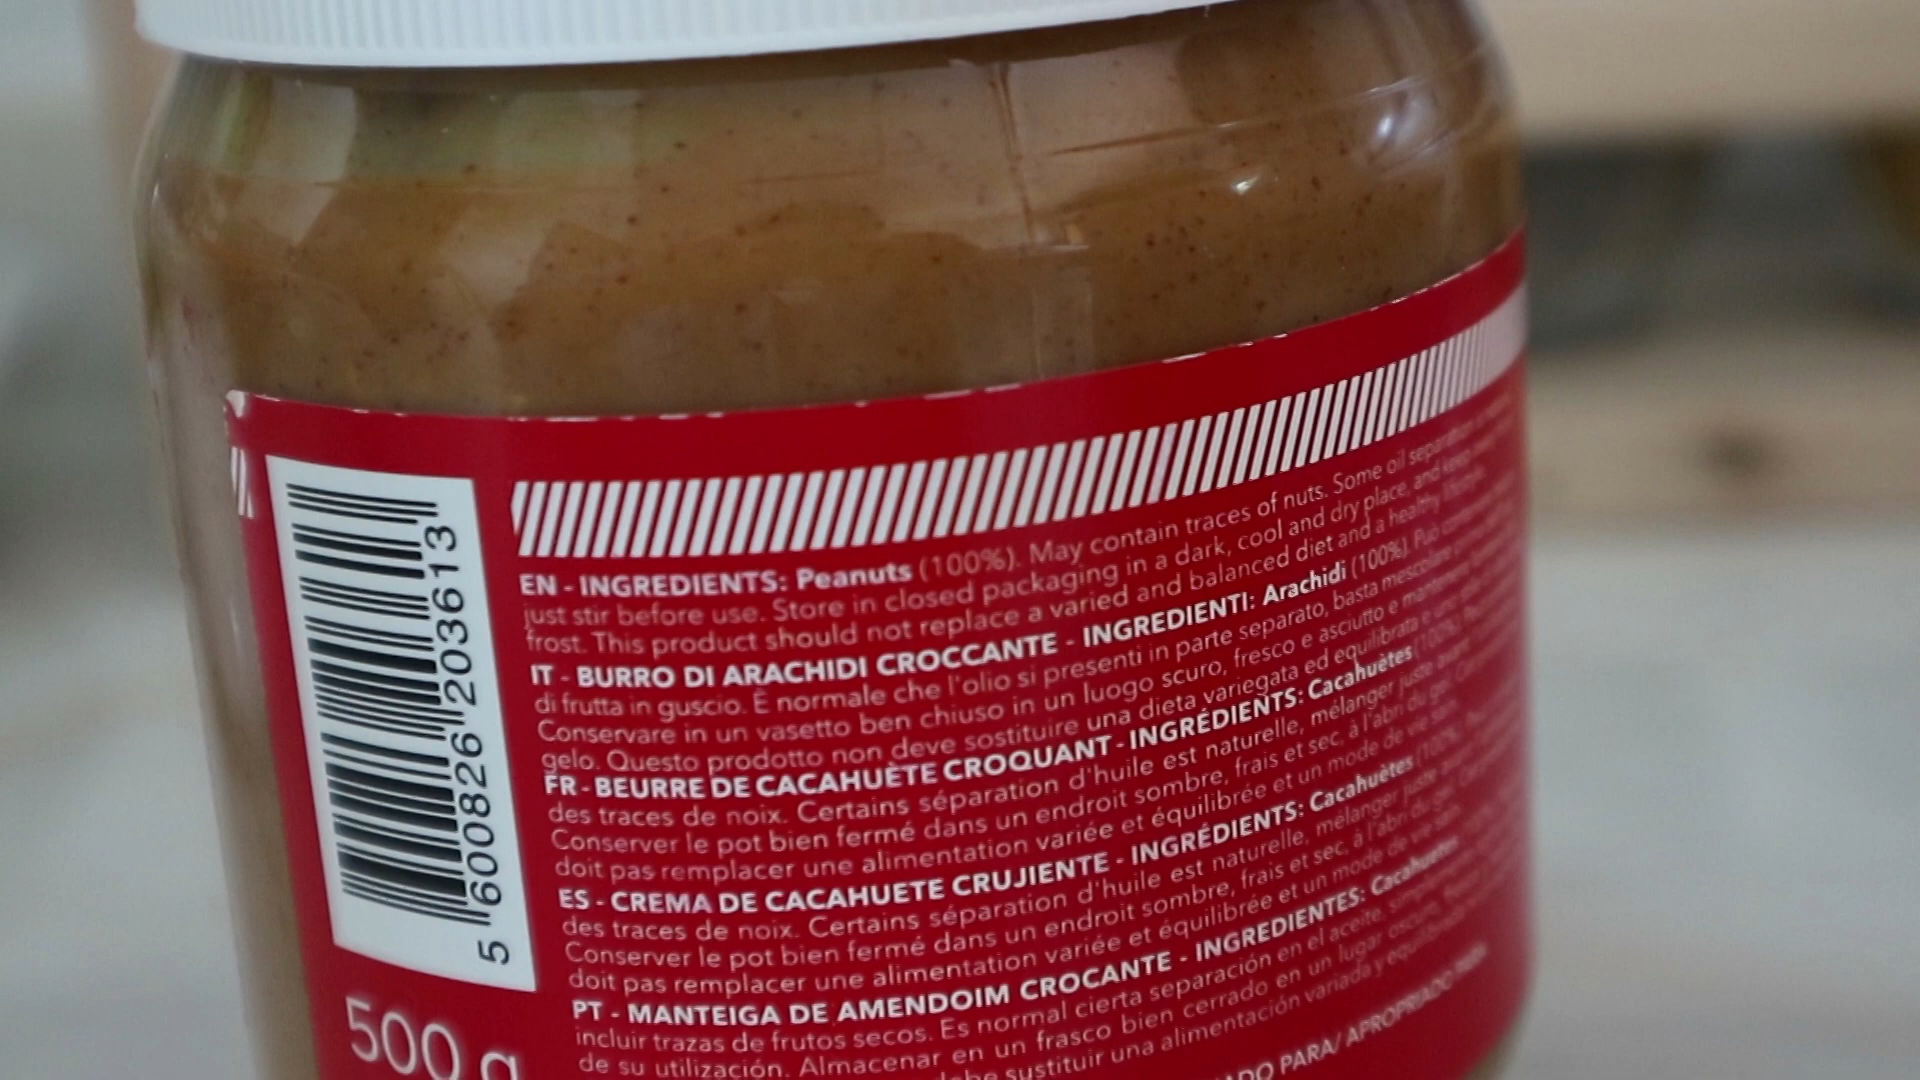 5 600826 203613
500 g
EN - INGREDIENTS: Peanuts (100%). May contain traces of nuts. Some oil
just stir before use. Store in closed packaging in a dark, cool and dry place, and keep
frost. This product should not replace a varied and balanced diet and a healthy
IT - BURRO DI ARACHIDI CROCCANTE - INGREDIENTI: Arachidi (100%). Può
di frutta in guscio. È normale che l'olio si presenti in parte separato, basta
Conservare in un vasetto ben chiuso in un luogo scuro, fresco e asciutto e
gelo. Questo prodotto non deve sostituire una dieta variegata ed equilibrata e
FR - BEURRE DE CACAHUÈTE CROQUANT - INGRÉDIENTS: Cacahuètes (100%).
des traces de noix. Certains séparation d'huile est naturelle, mélanger juste
Conserver le pot bien fermé dans un endroit sombre, frais et sec, à l'abri du gel.
doit pas remplacer une alimentation variée et équilibrée et un mode de vie sain.
ES - CREMA DE CACAHUETE CRUJIENTE - INGRÉDIENTS: Cacahuètes (100%).
des traces de noix. Certains séparation d'huile est naturelle, mélanger juste
Conserver le pot bien fermé dans un endroit sombre, frais et sec, à l'abri du gel.
doit pas remplacer une alimentation variée et équilibrée et un mode de vie sain.
PT - MANTEIGA DE AMENDOIM CROCANTE - INGREDIENTES: Cacahuetes
incluir trazas de frutos secos. Es normal cierta separación en el aceite,
de su utilización. Almacenar en un frasco bien cerrado en un lugar oscuro,
sustituir una alimentación variada y
PARA/ APROPRIADO PARA